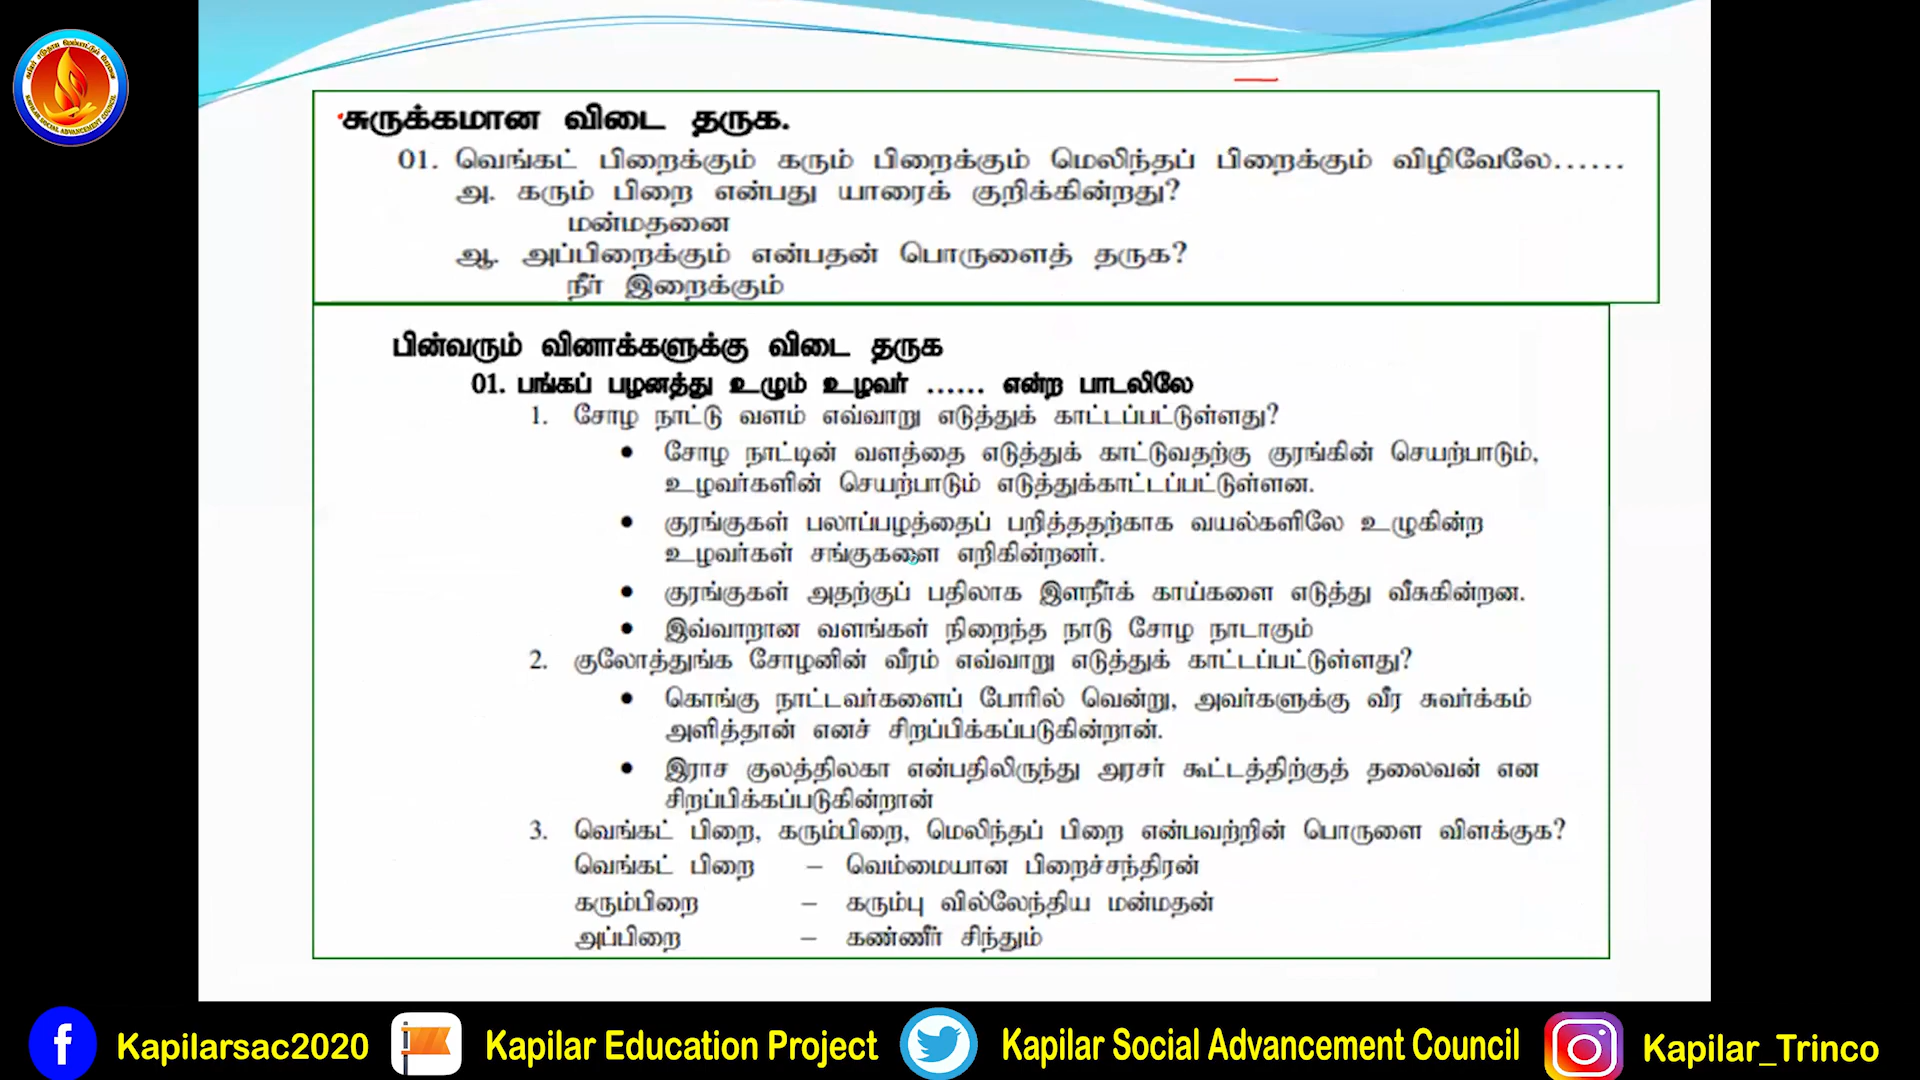 சுருக்கமான விடை தருக.
01. வெங்கட் பிறைக்கும் கரும் பிறைக்கும் மெலிந்தப் பிறைக்கும் விழிவேலே......
அ. கரும் பிறை என்பது யாரைக் குறிக்கின்றது?
மன்மதனை
ஆ. அப்பிறைக்கும் என்பதன் பொருளைத் தருக?
நீர் இறைக்கும்
பின்வரும் வினாக்களுக்கு விடை தருக
01. பங்கப் பழனத்து உழும் உழவர் ...... என்ற பாடலிலே
1. சோழ நாட்டு வளம் எவ்வாறு எடுத்துக் காட்டப்பட்டுள்ளது?
• சோழ நாட்டின் வளத்தை எடுத்துக் காட்டுவதற்கு குரங்கின் செயற்பாடும்,
உழவர்களின் செயற்பாடும் எடுத்துக்காட்டப்பட்டுள்ளன.
• குரங்குகள் பலாப்பழத்தைப் பறித்ததற்காக வயல்களிலே உழுகின்ற
உழவர்கள் சங்குகளை எறிகின்றனர்.
• குரங்குகள் அதற்குப் பதிலாக இளநீர்க் காய்களை எடுத்து வீசுகின்றன.
• இவ்வாறான வளங்கள் நிறைந்த நாடு சோழ நாடாகும்
2. குலோத்துங்க சோழனின் வீரம் எவ்வாறு எடுத்துக் காட்டப்பட்டுள்ளது?
• கொங்கு நாட்டவர்களைப் போரில் வென்று, அவர்களுக்கு வீர சுவர்க்கம்
அளித்தான் எனச் சிறப்பிக்கப்படுகின்றான்.
• இராச குலத்திலகா என்பதிலிருந்து அரசர் கூட்டத்திற்குத் தலைவன் என
சிறப்பிக்கப்படுகின்றான்
3. வெங்கட் பிறை, கரும்பிறை, மெலிந்தப் பிறை என்பவற்றின் பொருளை விளக்குக?
வெங்கட் பிறை – வெம்மையான பிறைச்சந்திரன்
கரும்பிறை – கரும்பு வில்லேந்திய மன்மதன்
அப்பிறை – கண்ணீர் சிந்தும்
Kapilarsac2020 Kapilar Education Project Kapilar Social Advancement Council Kapilar_Trinco